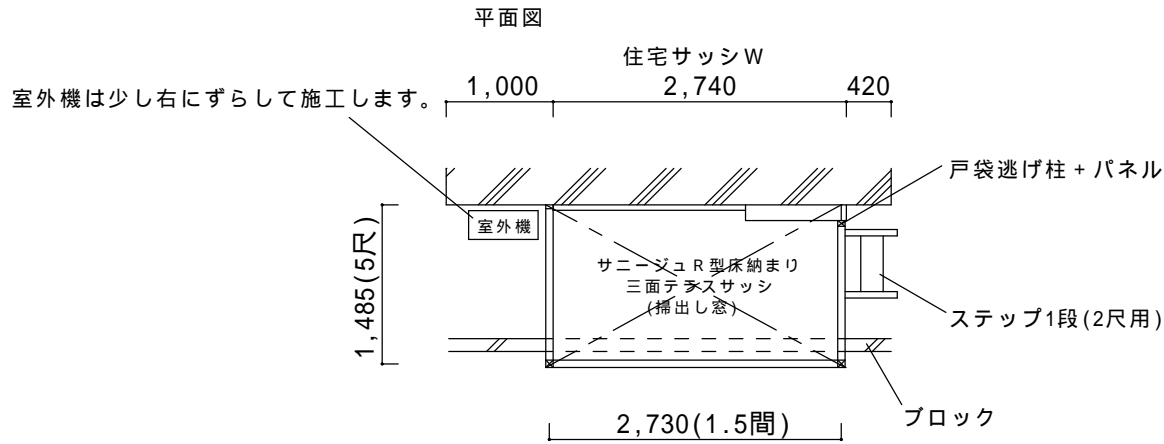 平面図
住宅サッシW
1,000
2,740
420
室外機は少し右にずらして施工します。
戸袋逃げ柱+パネル
室外機
サニージュR型床納まり
三面テラスサッシ
(掃出し窓)
1,485(5尺)
ステップ1段(2尺用)
ブロック
2,730(1.5間)